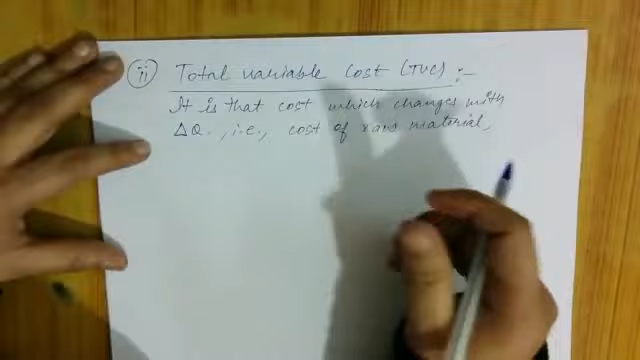 ii Total variable cost (TVC) :-
It is that cost which changes with
ΔQ., i.e., cost of raw material,